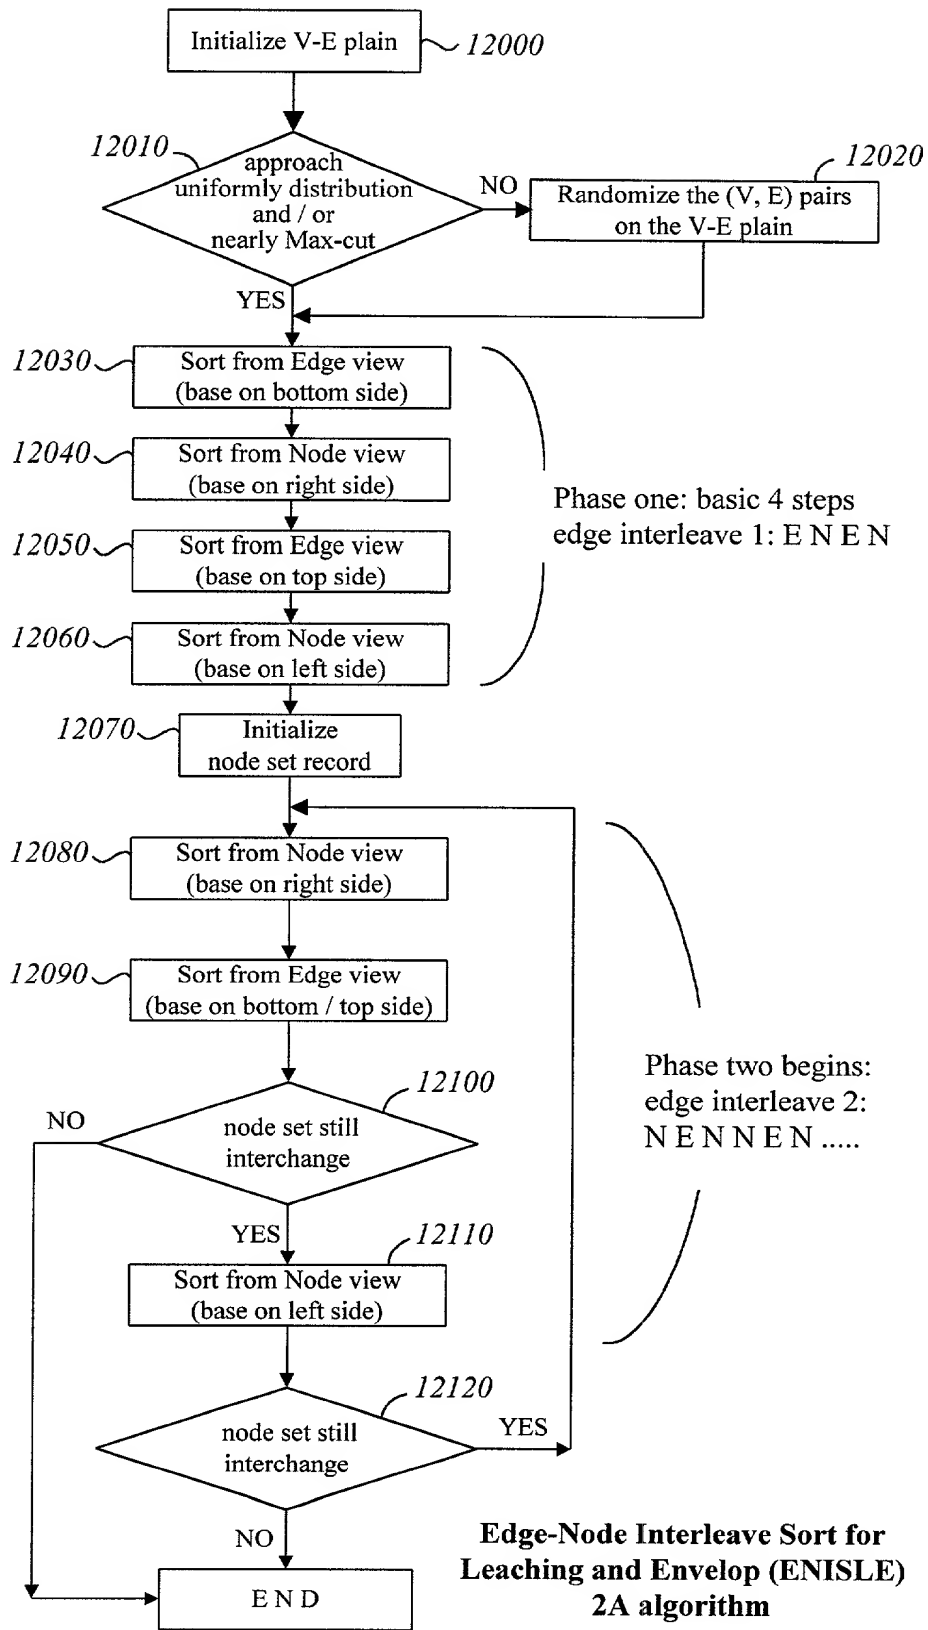 Initialize V-E plain
12000
12010
approach
uniformly distribution
and / or
nearly Max-cut
NO
12020
Randomize the (V, E) pairs
on the V-E plain
YES
12030
Sort from Edge view
(base on bottom side)
12040
Sort from Node view
(base on right side)
12050
Sort from Edge view
(base on top side)
12060
Sort from Node view
(base on left side)
Phase one: basic 4 steps
edge interleave 1: E N E N
12070
Initialize
node set record
12080
Sort from Node view
(base on right side)
12090
Sort from Edge view
(base on bottom / top side)
Phase two begins:
edge interleave 2:
N E N N E N .....
12100
NO
node set still
interchange
YES
12110
Sort from Node view
(base on left side)
12120
node set still
interchange
YES
NO
E N D
Edge-Node Interleave Sort for
Leaching and Envelop (ENISLE)
2A algorithm